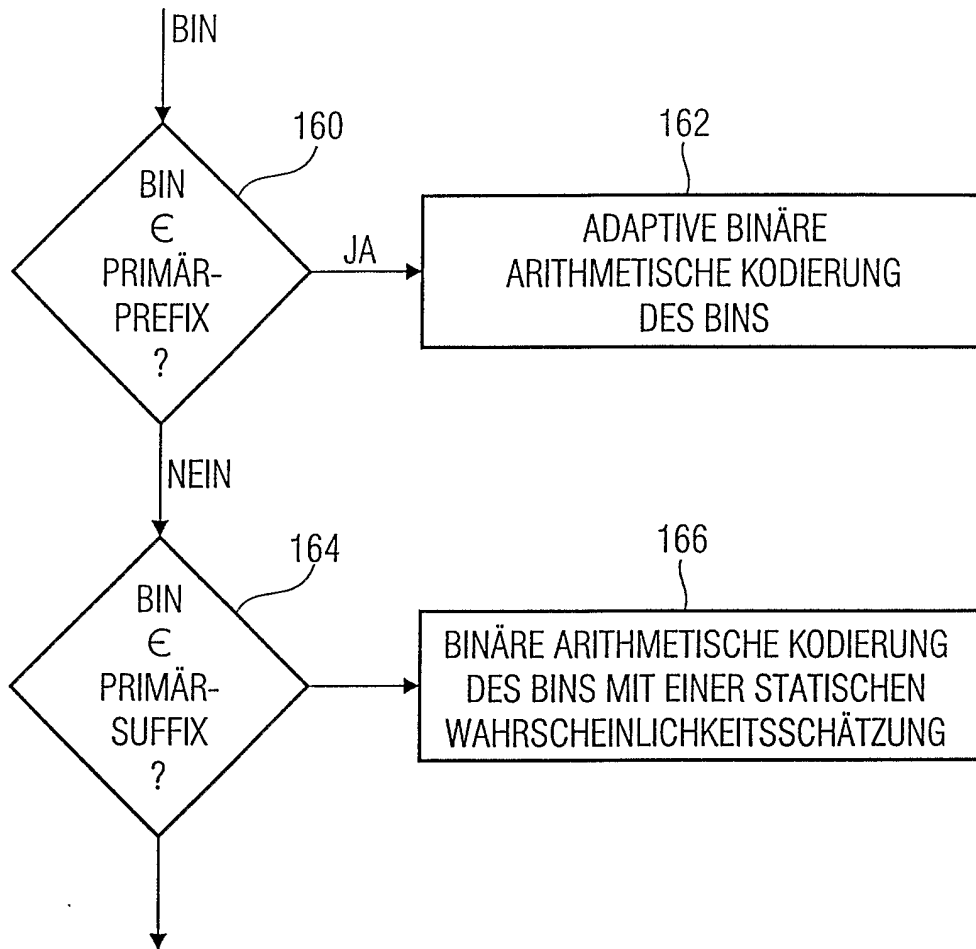 BIN
160
BIN
∈
PRIMÄR-
PREFIX
?
JA
162
ADAPTIVE BINÄRE
ARITHMETISCHE KODIERUNG
DES BINS
NEIN
164
BIN
∈
PRIMÄR-
SUFFIX
?
166
BINÄRE ARITHMETISCHE KODIERUNG
DES BINS MIT EINER STATISCHEN
WAHRSCHEINLICHKEITSSCHÄTZUNG